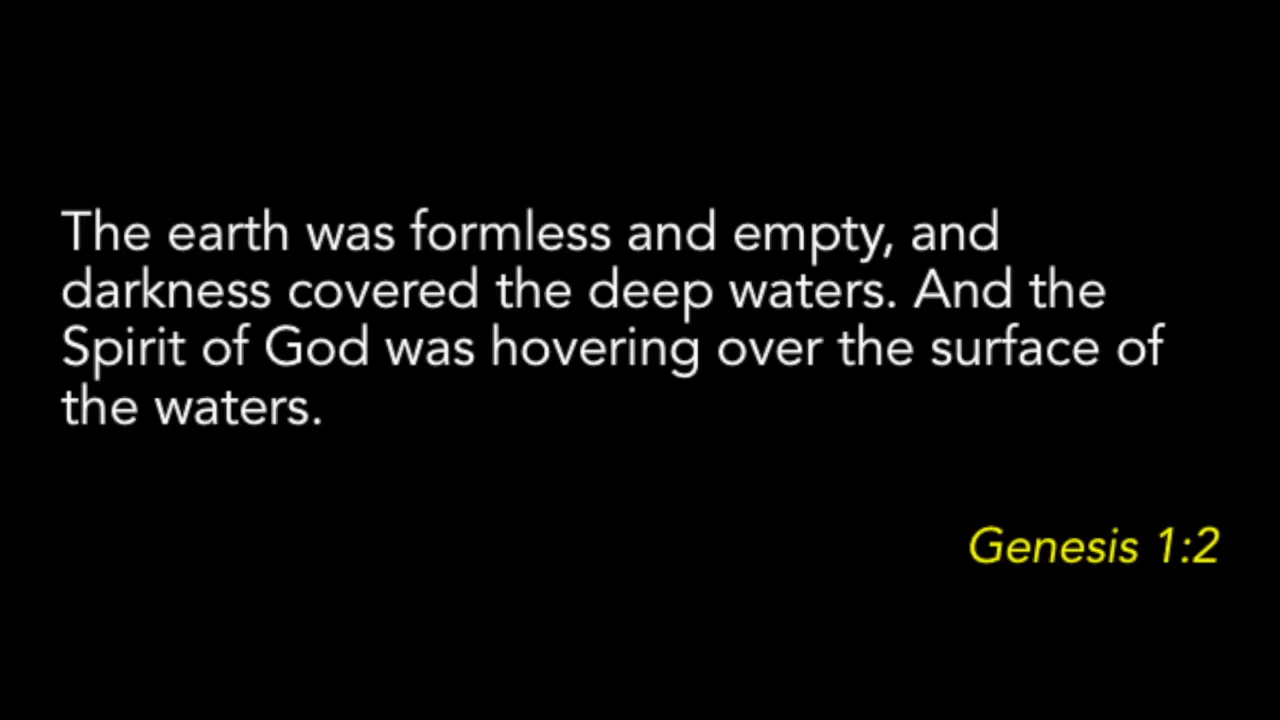 The earth was formless and empty, and
darkness covered the deep waters. And the
Spirit of God was hovering over the surface of
the waters.
Genesis 1:2